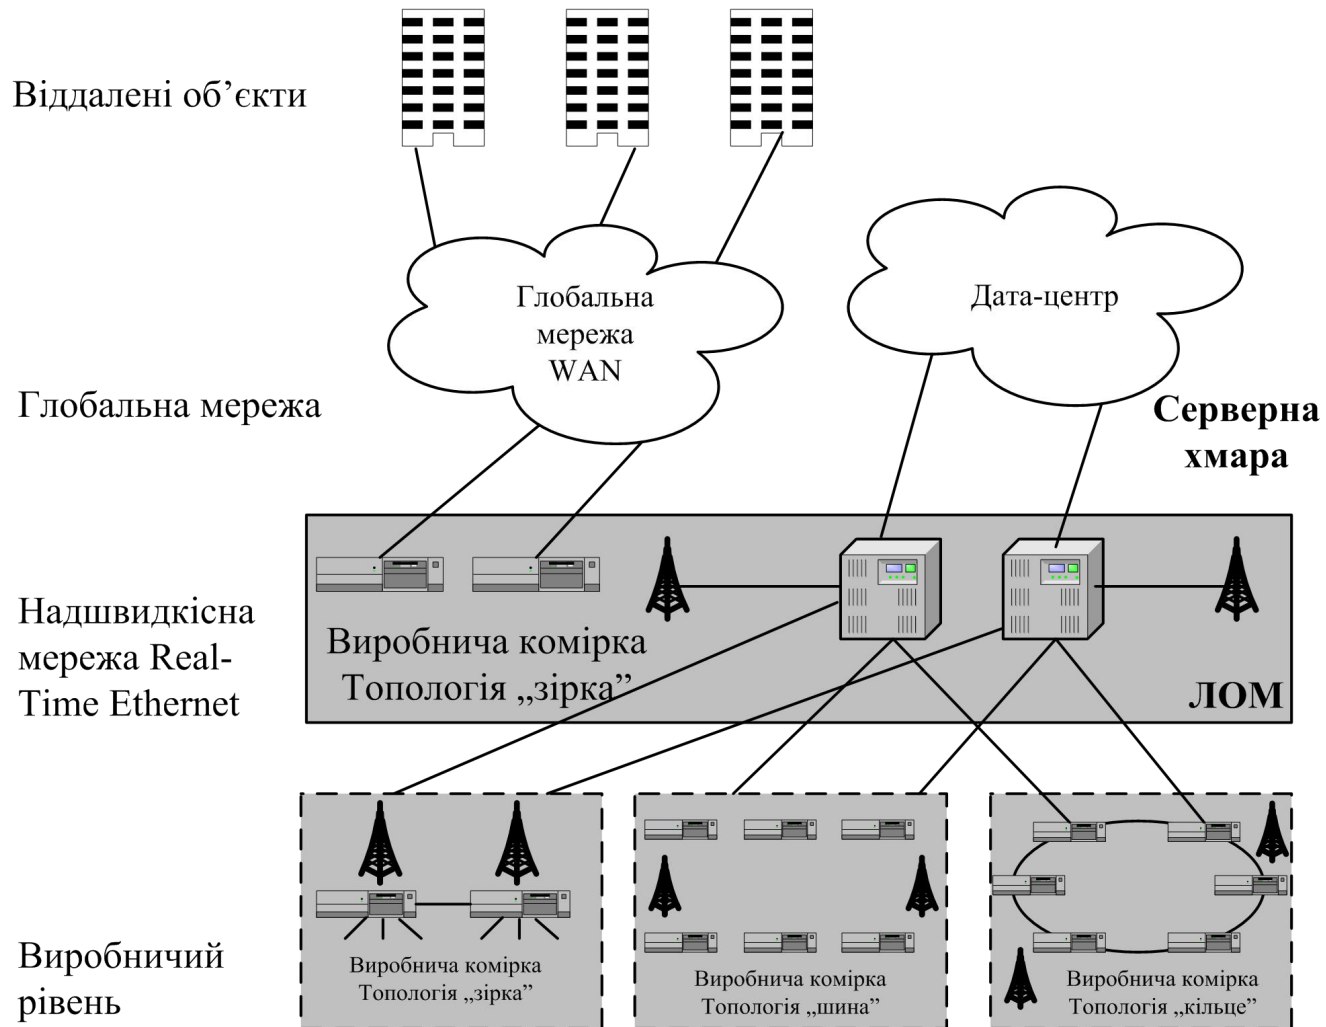 Віддалені об’єкти
Глобальна
мережа
WAN
Дата-центр
Глобальна мережа
Серверна
хмара
Надшвидкісна
мережа Real-
Time Ethernet
Виробнича комірка
Топологія „зірка”
ЛОМ
Виробничий
рівень
Виробнича комірка
Топологія „зірка”
Виробнича комірка
Топологія „шина”
Виробнича комірка
Топологія „кільце”